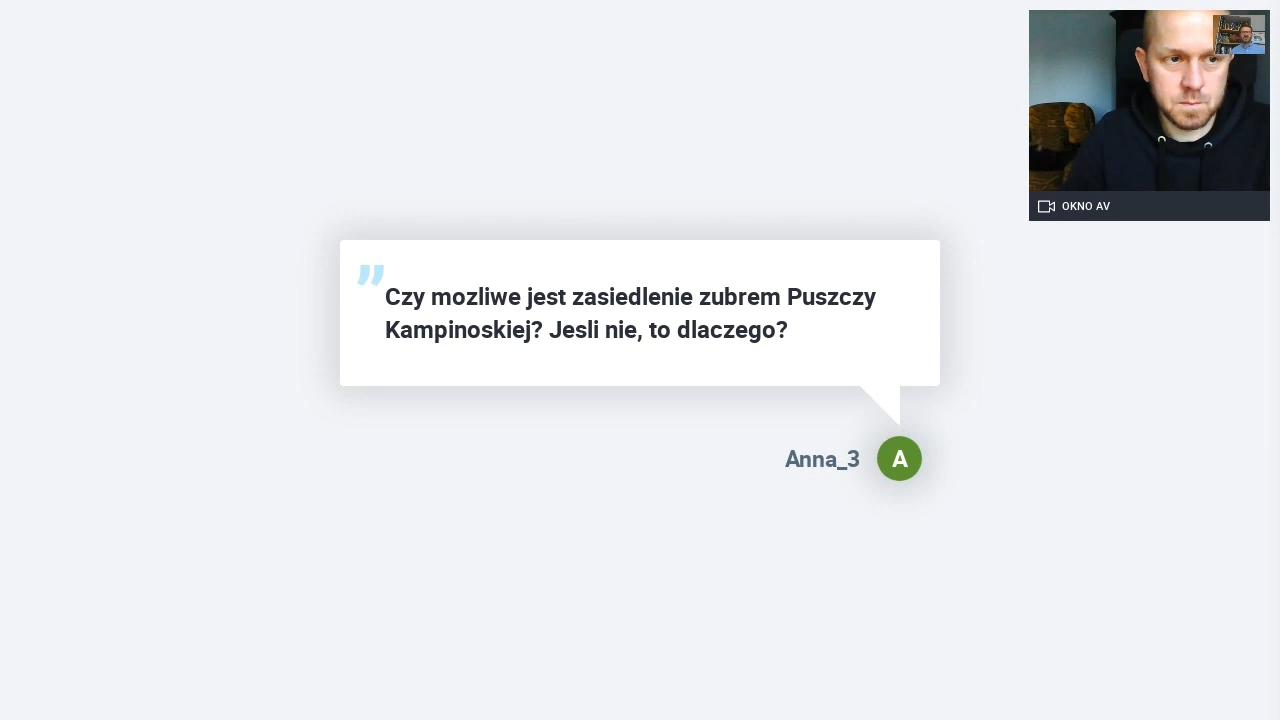 OKNO AV
”
Czy mozliwe jest zasiedlenie zubrem Puszczy
Kampinoskiej? Jesli nie, to dlaczego?
Anna_3
A